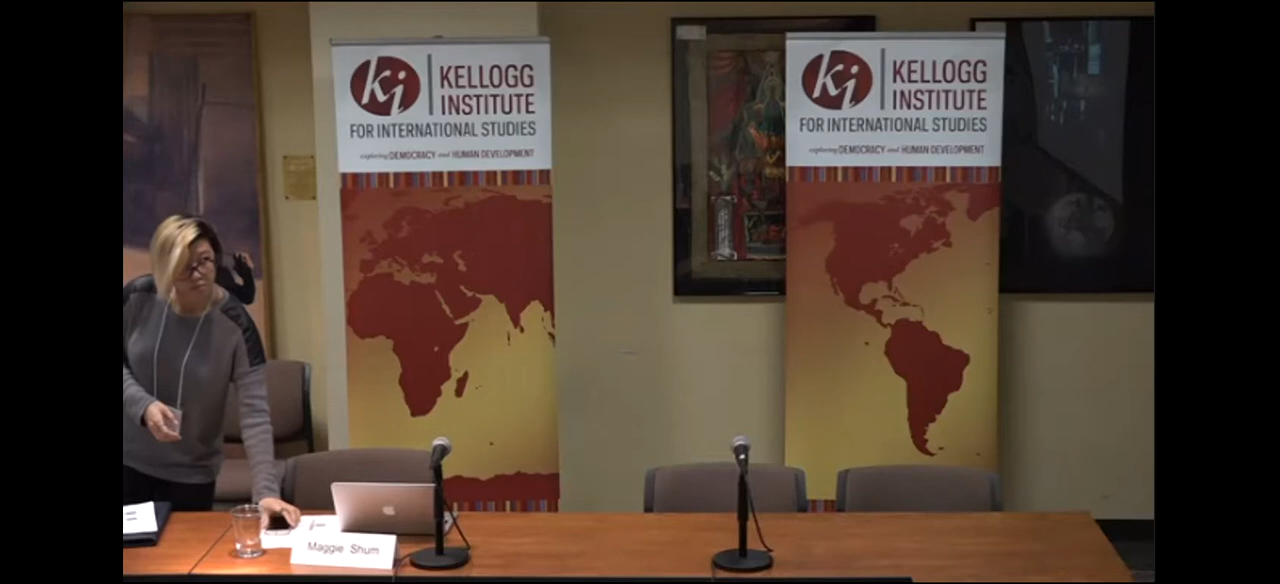 ki
KELLOGG
INSTITUTE
FOR INTERNATIONAL STUDIES
exploring DEMOCRACY and HUMAN DEVELOPMENT
ki
KELLOGG
INSTITUTE
FOR INTERNATIONAL STUDIES
exploring DEMOCRACY and HUMAN DEVELOPMENT
Maggie Shum